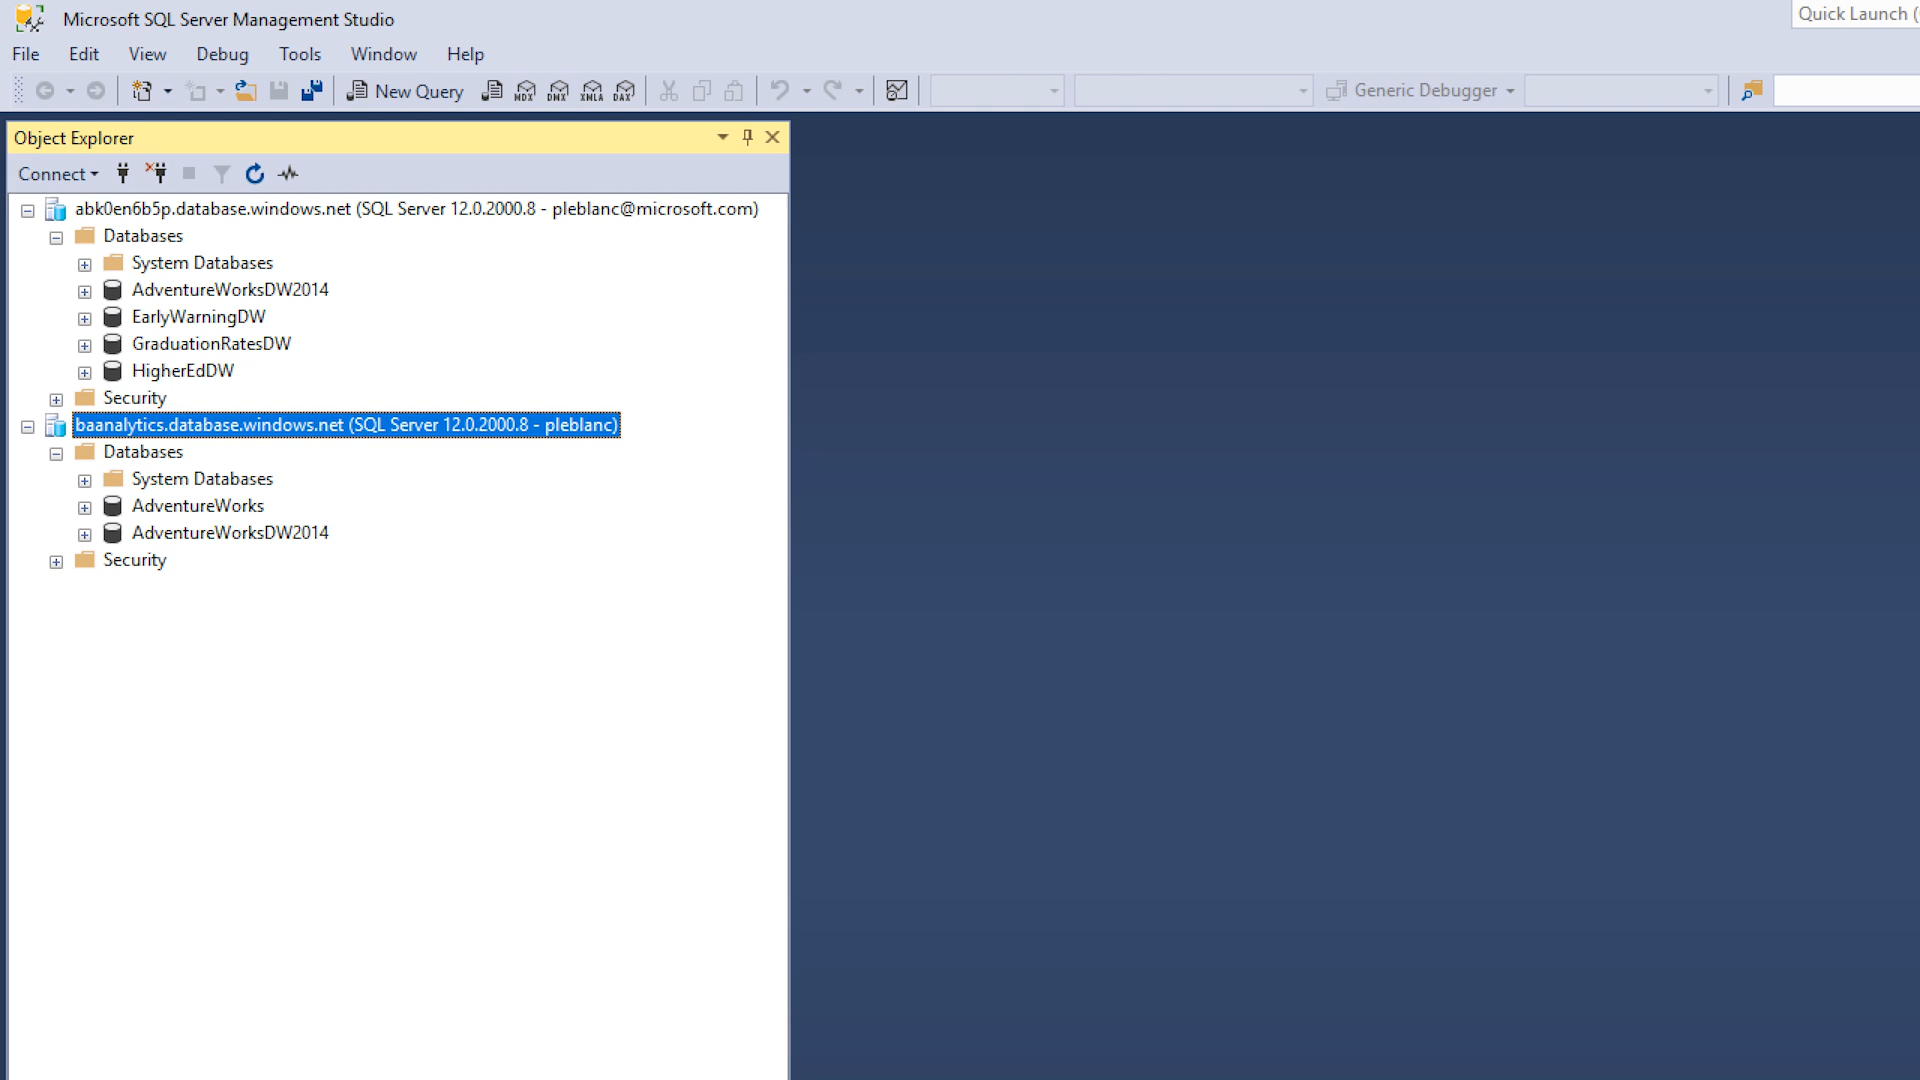 Microsoft SQL Server Management Studio
Quick Launch (
File Edit View Debug Tools Window Help
New Query MDX DMX XMLA DAX Generic Debugger
Object Explorer
Connect
abk0en6b5p.database.windows.net (SQL Server 12.0.2000.8 - pleblanc@microsoft.com)
Databases
System Databases
AdventureWorksDW2014
EarlyWarningDW
GraduationRatesDW
HigherEdDW
Security
baanalytics.database.windows.net (SQL Server 12.0.2000.8 - pleblanc)
Databases
System Databases
AdventureWorks
AdventureWorksDW2014
Security